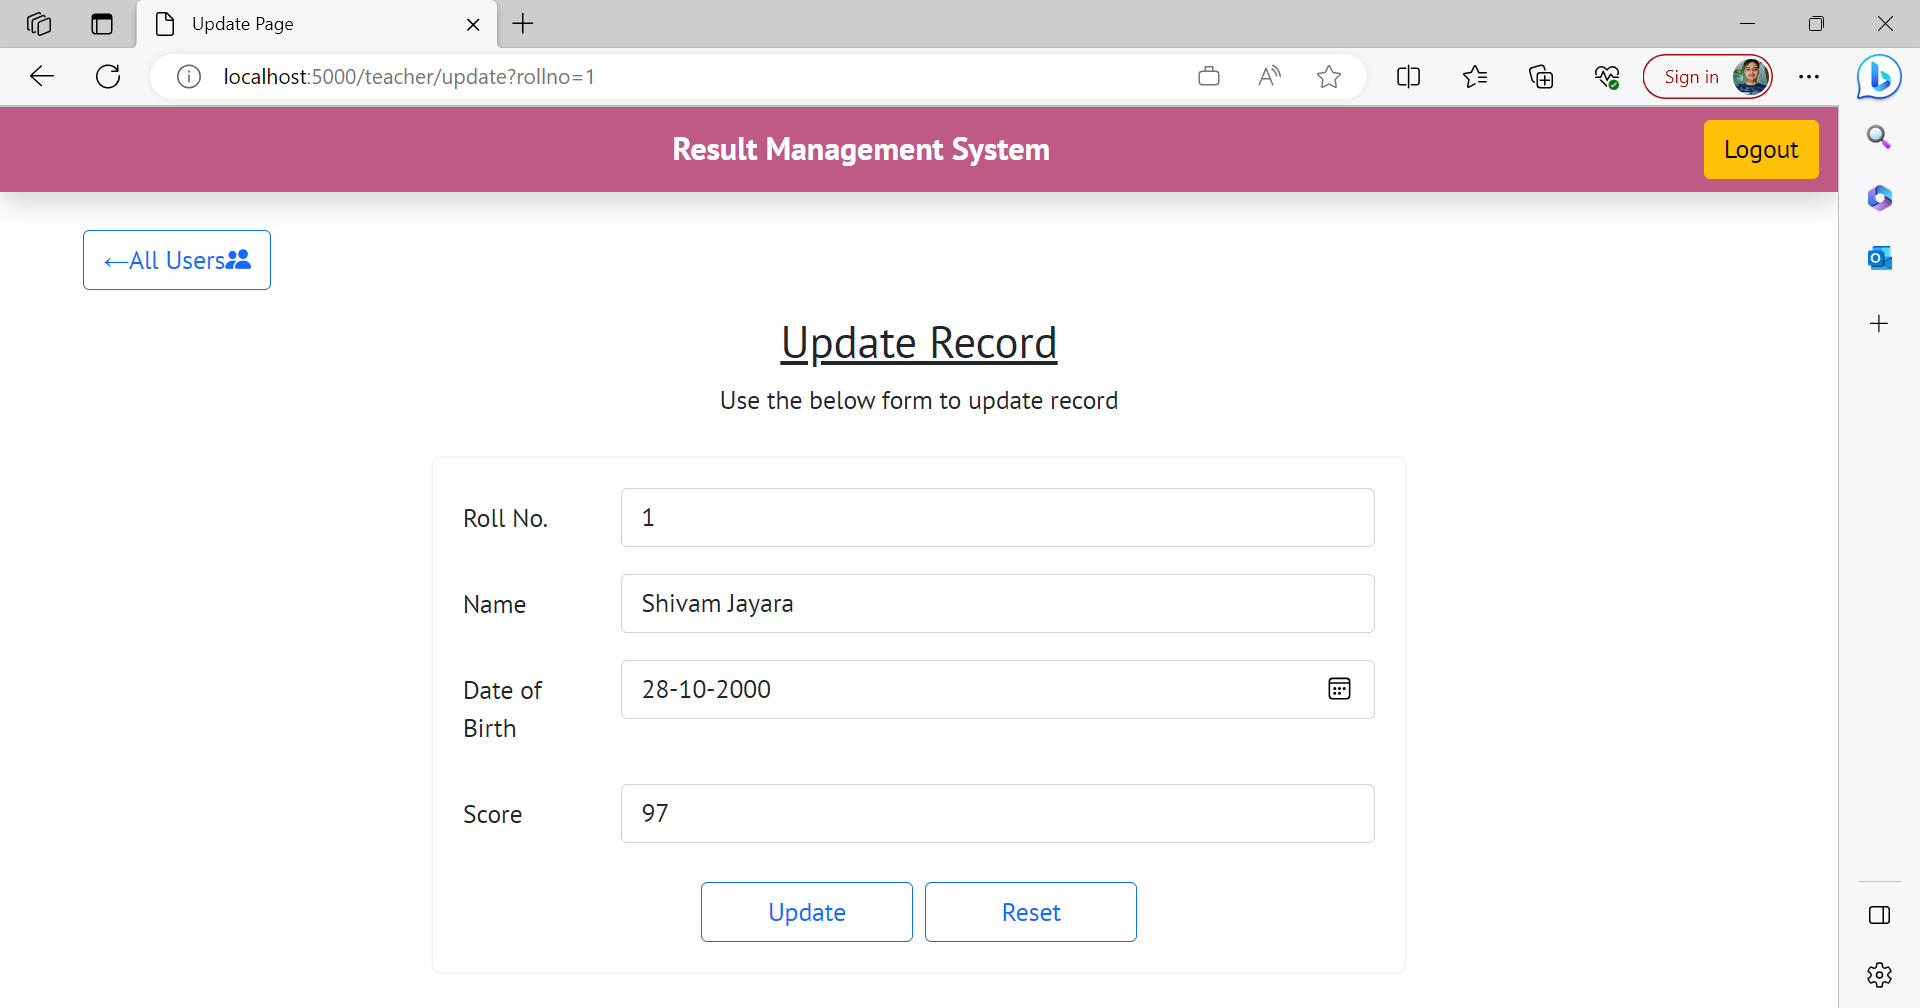 Update Page
localhost:5000/teacher/update?rollno=1
Sign in
Result Management System
Logout
←All Users
Update Record
Use the below form to update record
Roll No.
1
Name
Shivam Jayara
Date of
Birth
28-10-2000
Score
97
Update
Reset